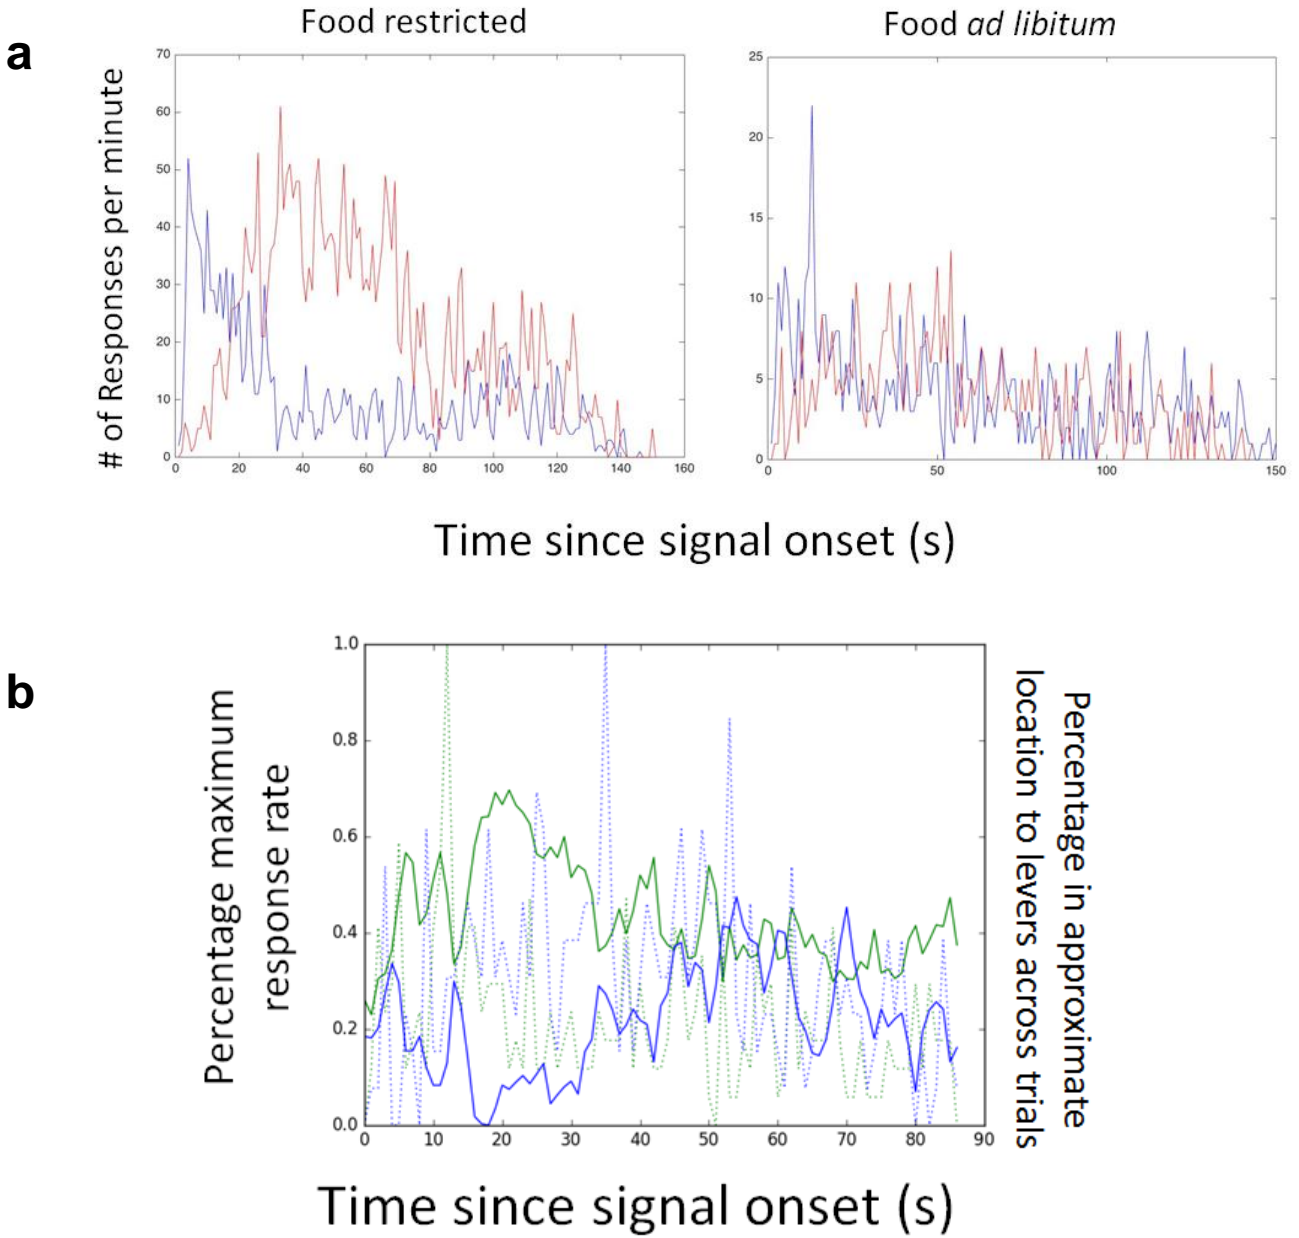 a
Food restricted
# of Responses per minute
70
60
50
40
30
20
10
0
0 20 40 60 80 100 120 140 160
Food ad libitum
25
20
15
10
5
0
0 50 100 150
Time since signal onset (s)
b
Percentage maximum
response rate
1.0
0.8
0.6
0.4
0.2
0.0
0 10 20 30 40 50 60 70 80 90
Percentage in approximate
location to levers across trials
Time since signal onset (s)